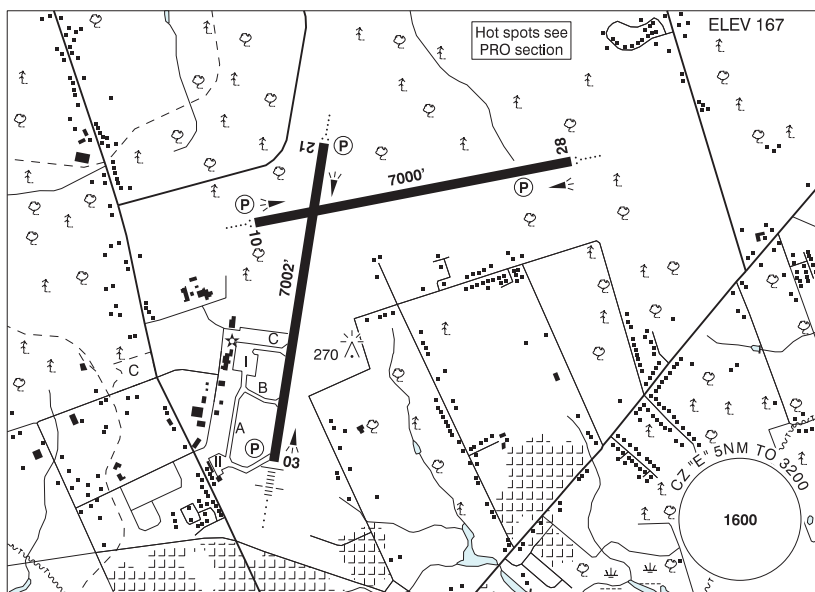 Hot spots see
PRO section
ELEV 167
21
P
28
7000'
P
P
10
7002'
C
270
I
C
B
A
P
II
03
CZ "E" 5NM TO 3200
1600